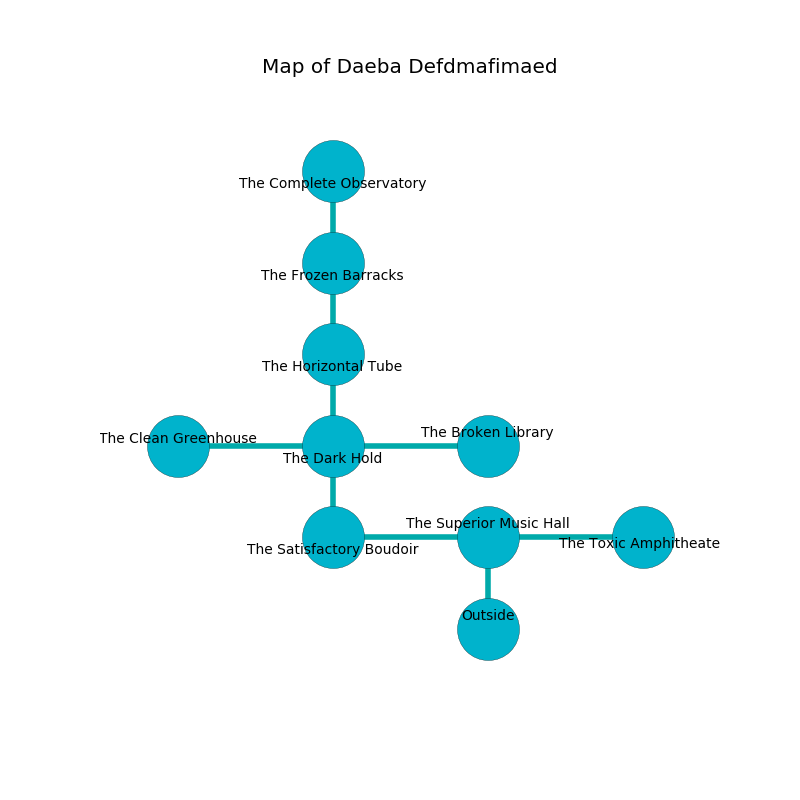 Map of Daeba Defdmafimaed
The Complete Observatory
The Frozen Barracks
The Horizontal Tube
The Clean Greenhouse
The Broken Library
The Dark Hold
The Superior Music Hall
The Satisfactory Boudoir
The Toxic Amphitheate
Outside